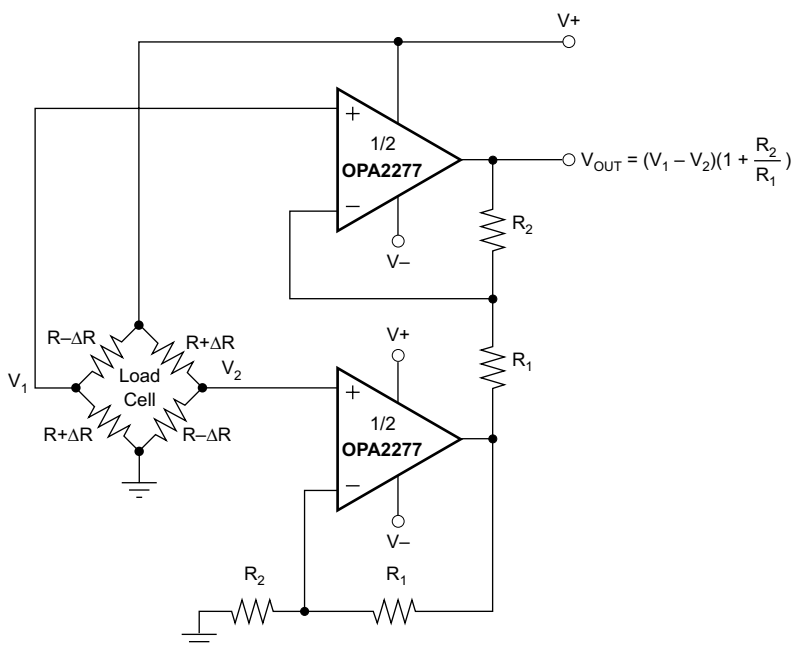 V+
+
1/2
OPA2277
−
V−
V_OUT = (V_1 – V_2)(1 + R_2/R_1)
R_2
R_1
V+
R–ΔR
R+ΔR
V_1
V_2
Load
Cell
R+ΔR
R–ΔR
+
1/2
OPA2277
−
V−
R_2
R_1